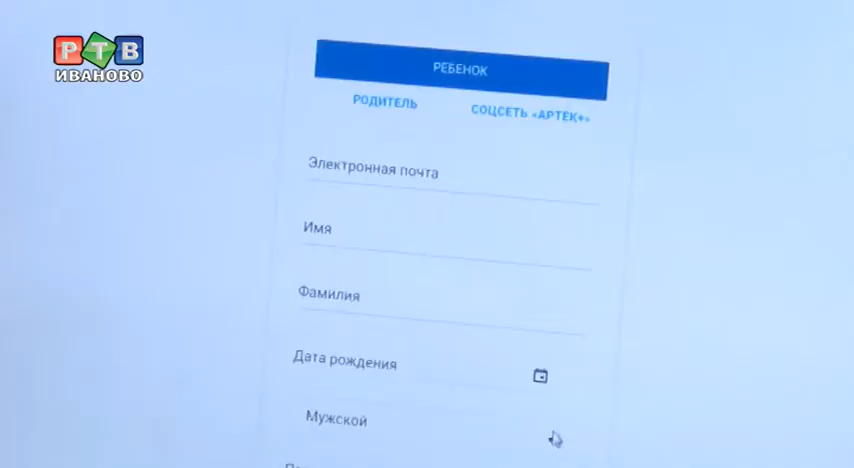 РТВ
ИВАНОВО
РЕБЕНОК
РОДИТЕЛЬ
СОЦСЕТЬ «АРТЕК+»
Электронная почта
Имя
Фамилия
Дата рождения
Мужской